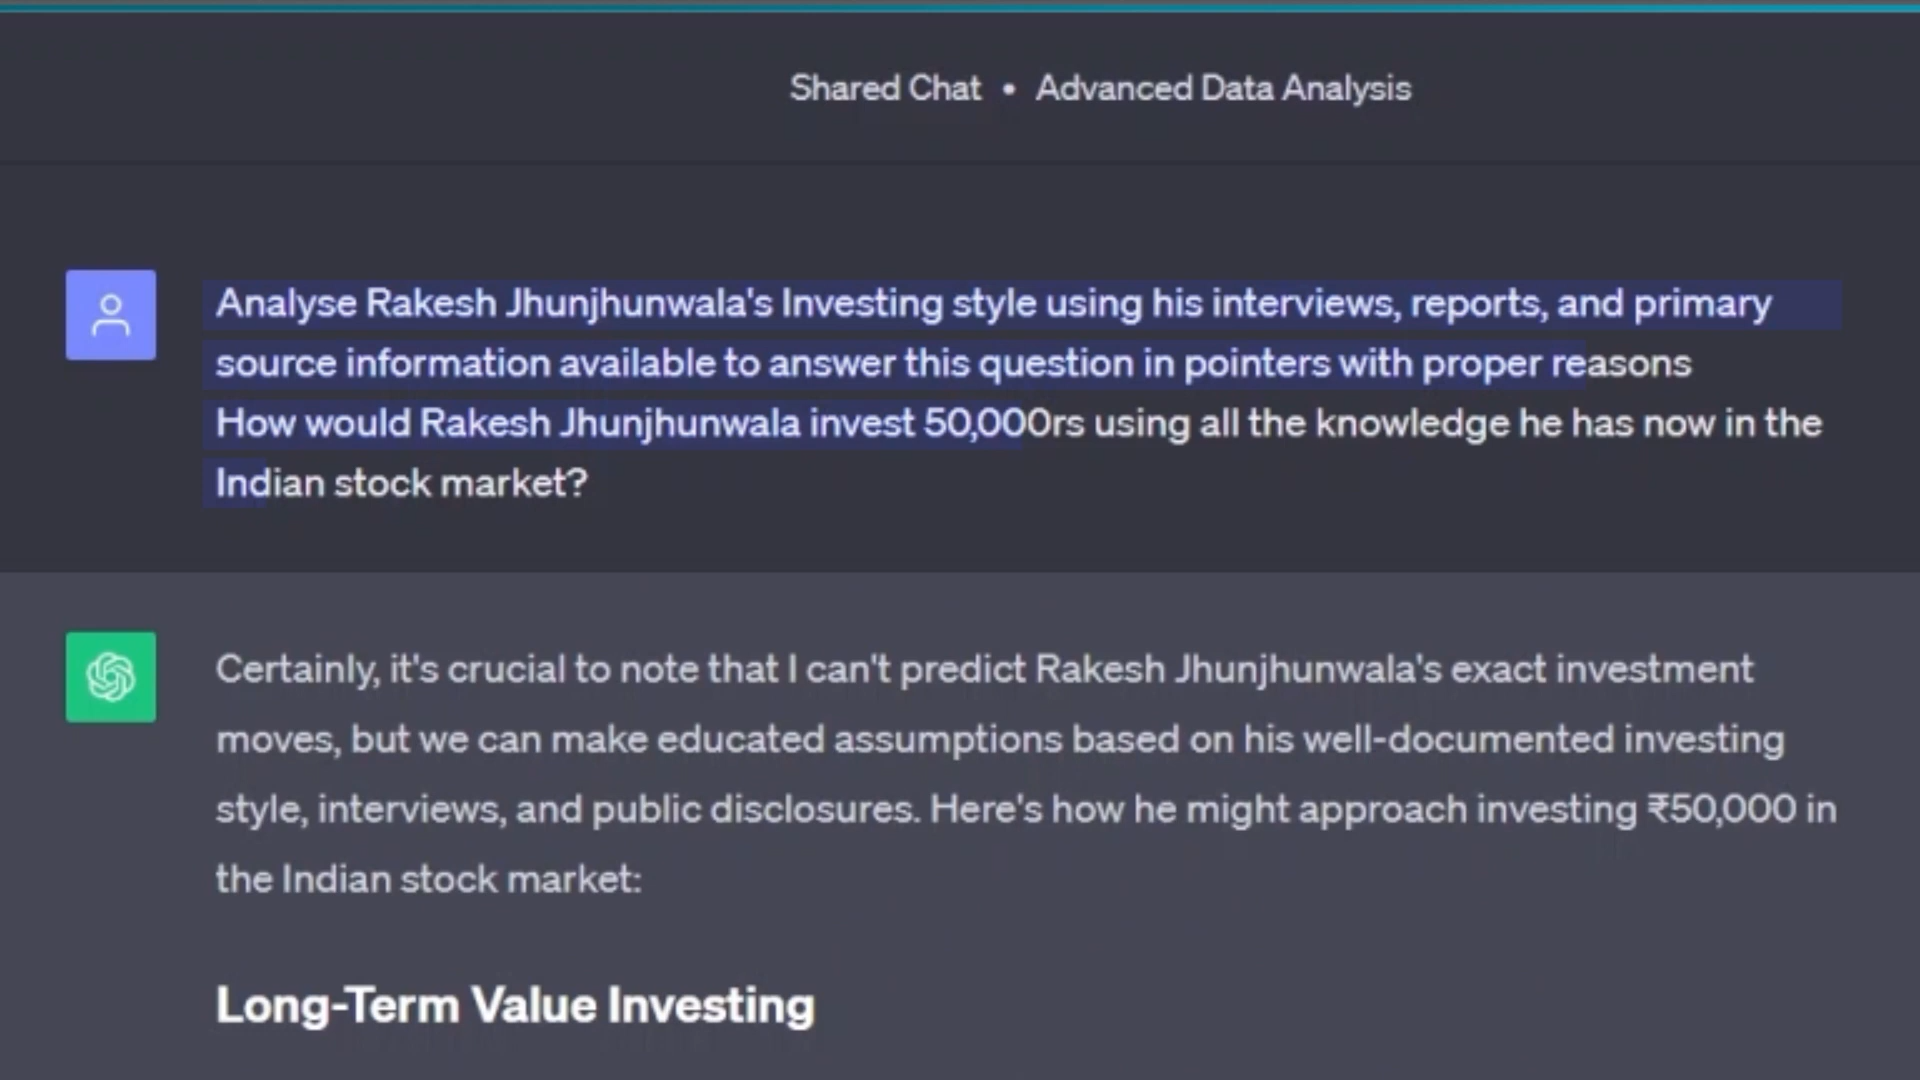 Shared Chat • Advanced Data Analysis
Analyse Rakesh Jhunjhunwala's Investing style using his interviews, reports, and primary
source information available to answer this question in pointers with proper reasons
How would Rakesh Jhunjhunwala invest 50,000rs using all the knowledge he has now in the
Indian stock market?
Certainly, it's crucial to note that I can't predict Rakesh Jhunjhunwala's exact investment
moves, but we can make educated assumptions based on his well-documented investing
style, interviews, and public disclosures. Here's how he might approach investing ₹50,000 in
the Indian stock market:
Long-Term Value Investing